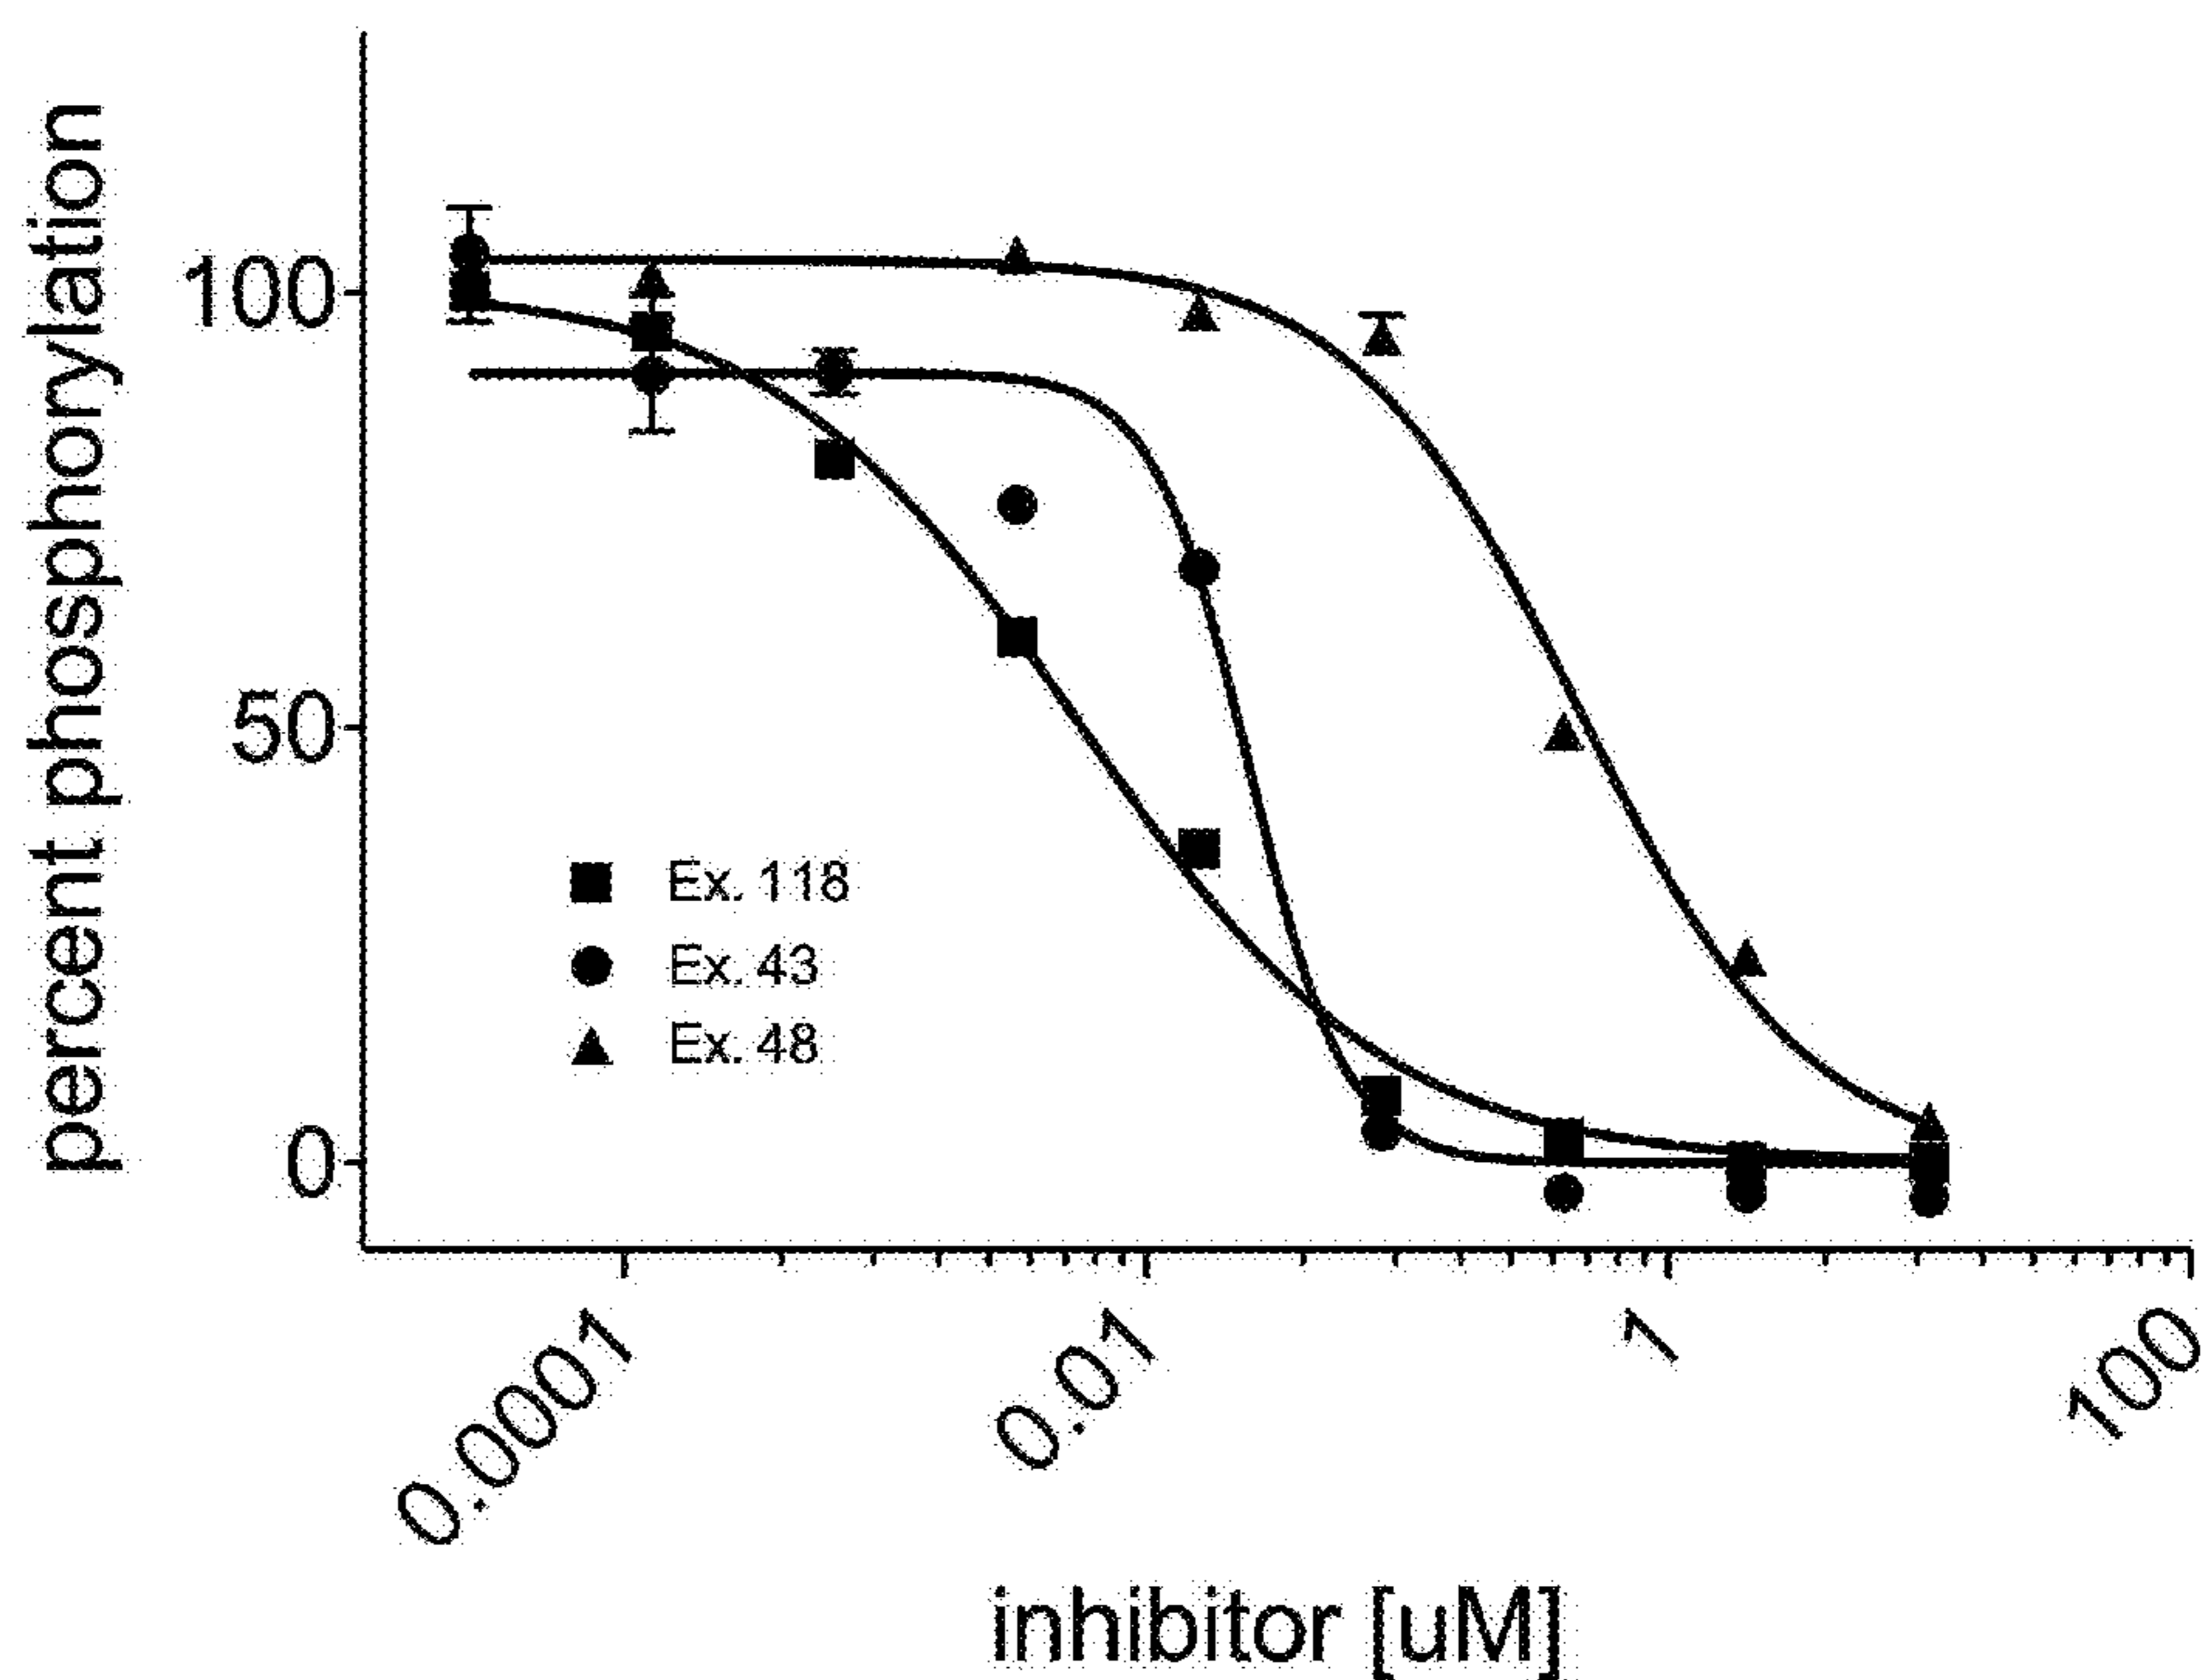 percent phosphorylation
100
50
0
Ex. 118
Ex. 43
Ex. 48
0.0001
0.01
1
100
inhibitor [uM]